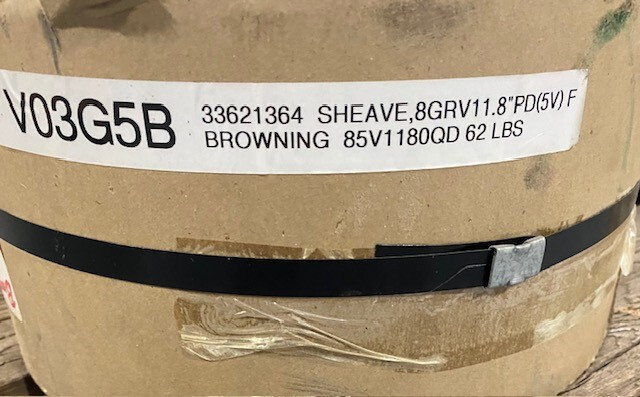 V03G5B
33621364 SHEAVE,8GRV11.8"PD(5V) F
BROWNING 85V1180QD 62 LBS